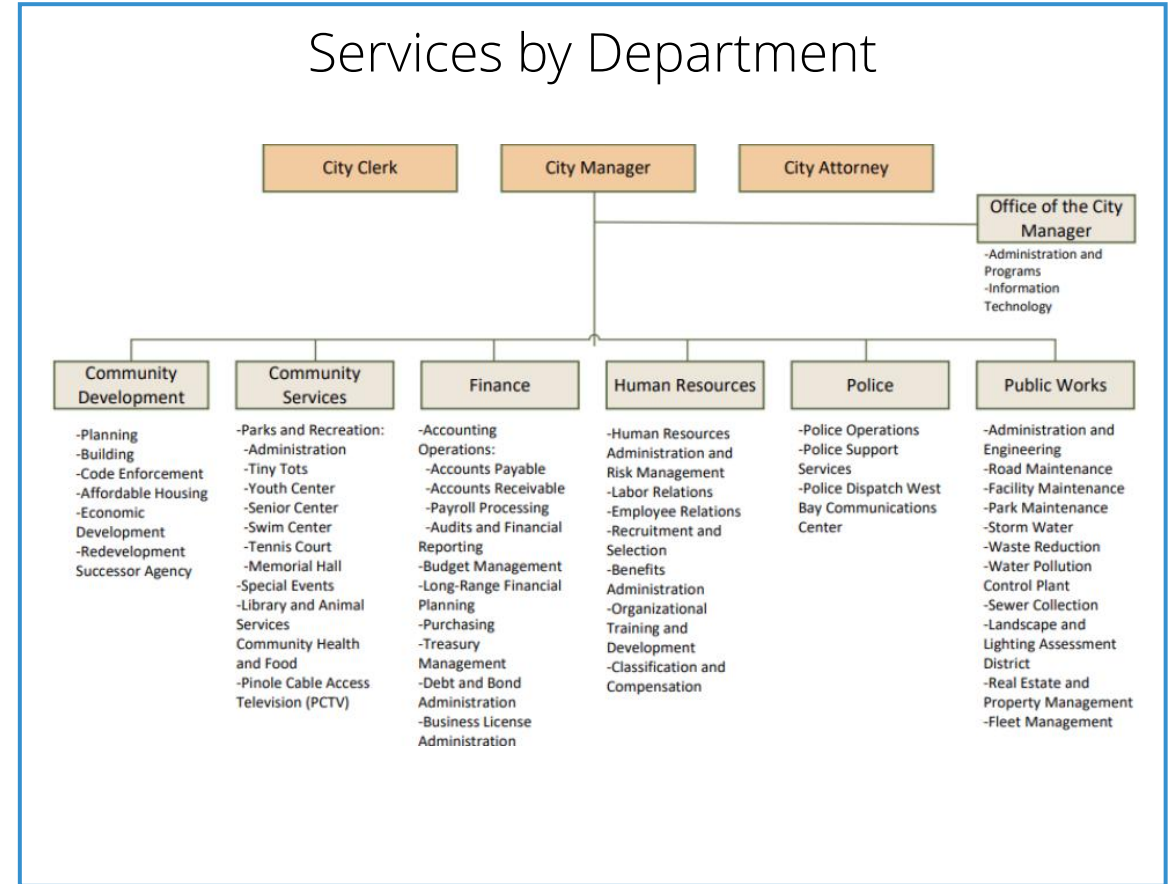 Services by Department
City Clerk
City Manager
City Attorney
Office of the City
Manager
-Administration and
Programs
-Information
Technology
Community
Development
-Planning
-Building
-Code Enforcement
-Affordable Housing
-Economic
Development
-Redevelopment
Successor Agency
Community
Services
-Parks and Recreation:
-Administration
-Tiny Tots
-Youth Center
-Senior Center
-Swim Center
-Tennis Court
-Memorial Hall
-Special Events
-Library and Animal
Services
Community Health
and Food
-Pinole Cable Access
Television (PCTV)
Finance
-Accounting
Operations:
-Accounts Payable
-Accounts Receivable
-Payroll Processing
-Audits and Financial
Reporting
-Budget Management
-Long-Range Financial
Planning
-Purchasing
-Treasury
Management
-Debt and Bond
Administration
-Business License
Administration
Human Resources
-Human Resources
Administration and
Risk Management
-Labor Relations
-Employee Relations
-Recruitment and
Selection
-Benefits
Administration
-Organizational
Training and
Development
-Classification and
Compensation
Police
-Police Operations
-Police Support
Services
-Police Dispatch West
Bay Communications
Center
Public Works
-Administration and
Engineering
-Road Maintenance
-Facility Maintenance
-Park Maintenance
-Storm Water
-Waste Reduction
-Water Pollution
Control Plant
-Sewer Collection
-Landscape and
Lighting Assessment
District
-Real Estate and
Property Management
-Fleet Management